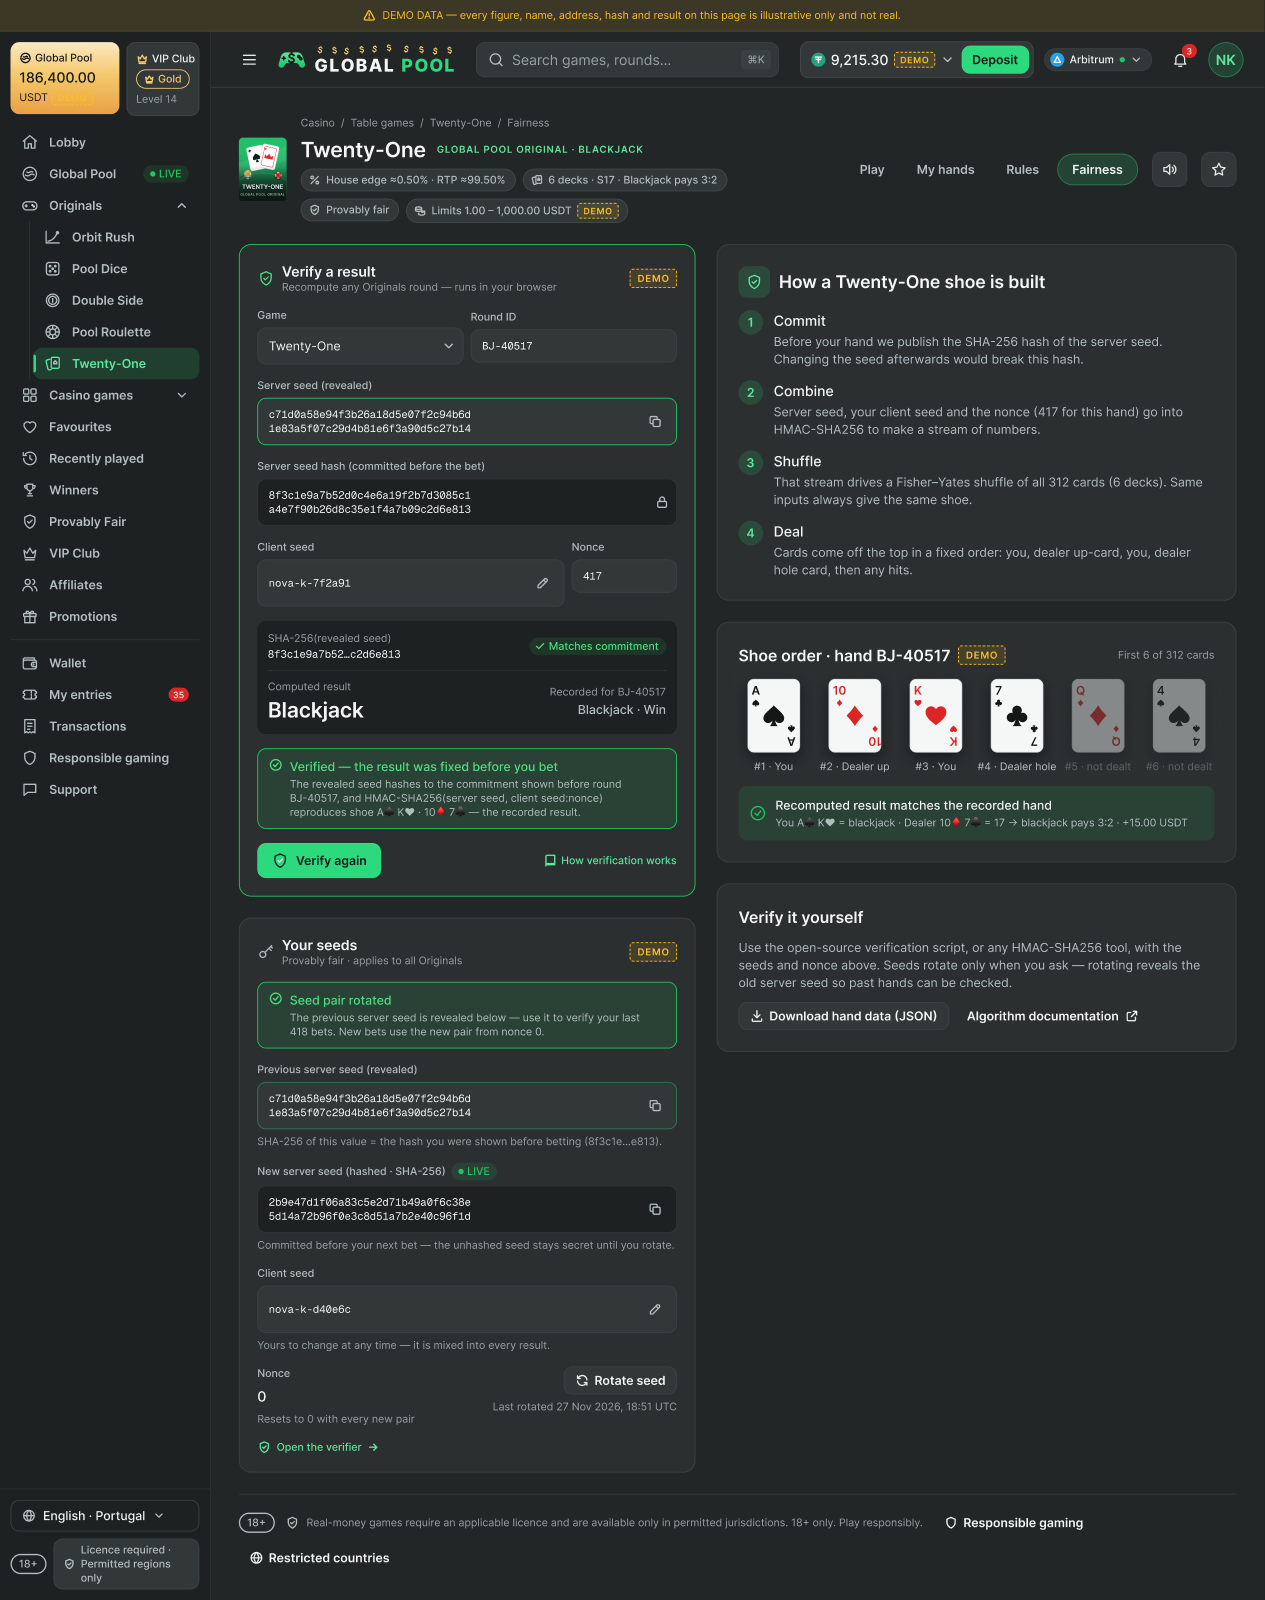 DEMO DATA — every figure, name, address, hash and result on this page is illustrative only and not real.
Global Pool
186,400.00
USDT
VIP Club
Gold
Level 14
GLOBAL POOL
Search games, rounds...
⌘K
9,215.30 DEMO
Deposit
Arbitrum
3
NK
Lobby
Global Pool
LIVE
Originals
Orbit Rush
Pool Dice
Double Side
Pool Roulette
Twenty-One
Casino games
Favourites
Recently played
Winners
Provably Fair
VIP Club
Affiliates
Promotions
Wallet
My entries
35
Transactions
Responsible gaming
Support
English · Portugal
18+
Licence required ·
Permitted regions
only
Casino / Table games / Twenty-One / Fairness
TWENTY-ONE
Twenty-One GLOBAL POOL ORIGINAL · BLACKJACK
House edge ≈0.50% · RTP ≈99.50%
6 decks · S17 · Blackjack pays 3:2
Provably fair
Limits 1.00 – 1,000.00 USDT DEMO
Play
My hands
Rules
Fairness
Verify a result
Recompute any Originals round — runs in your browser
DEMO
Game
Twenty-One
Round ID
BJ-40517
Server seed (revealed)
c71d0a58e94f3b26a18d5e07f2c94b6d
1e83a5f07c29d4b81e6f3a90d5c27b14
Server seed hash (committed before the bet)
8f3c1e9a7b52d0c4e6a19f2b7d3085c1
a4e7f90b26d8c35e1f4a7b09c2d6e813
Client seed
nova-k-7f2a91
Nonce
417
SHA-256(revealed seed)
8f3c1e9a7b52…c2d6e813
Matches commitment
Computed result
Blackjack
Recorded for BJ-40517
Blackjack · Win
Verified — the result was fixed before you bet
The revealed seed hashes to the commitment shown before round
BJ-40517, and HMAC-SHA256(server seed, client seed:nonce)
reproduces shoe A♠ K♥ · 10♦ 7♣ — the recorded result.
Verify again
How verification works
Your seeds
Provably fair · applies to all Originals
DEMO
Seed pair rotated
The previous server seed is revealed below — use it to verify your last
418 bets. New bets use the new pair from nonce 0.
Previous server seed (revealed)
c71d0a58e94f3b26a18d5e07f2c94b6d
1e83a5f07c29d4b81e6f3a90d5c27b14
SHA-256 of this value = the hash you were shown before betting (8f3c1e…e813).
New server seed (hashed · SHA-256)
LIVE
2b9e47d1f06a83c5e2d71b49a0f6c38e
5d14a72b96f0e3c8d51a7b2e40c96f1d
Committed before your next bet — the unhashed seed stays secret until you rotate.
Client seed
nova-k-d40e6c
Yours to change at any time — it is mixed into every result.
Nonce
0
Resets to 0 with every new pair
Rotate seed
Last rotated 27 Nov 2026, 18:51 UTC
Open the verifier →
How a Twenty-One shoe is built
1
Commit
Before your hand we publish the SHA-256 hash of the server seed.
Changing the seed afterwards would break this hash.
2
Combine
Server seed, your client seed and the nonce (417 for this hand) go into
HMAC-SHA256 to make a stream of numbers.
3
Shuffle
That stream drives a Fisher–Yates shuffle of all 312 cards (6 decks). Same
inputs always give the same shoe.
4
Deal
Cards come off the top in a fixed order: you, dealer up-card, you, dealer
hole card, then any hits.
Shoe order · hand BJ-40517 DEMO
First 6 of 312 cards
A A
10 10
K K
7 7
Q Q
4 4
#1 · You
#2 · Dealer up
#3 · You
#4 · Dealer hole
#5 · not dealt
#6 · not dealt
Recomputed result matches the recorded hand
You A♠ K♥ = blackjack · Dealer 10♦ 7♣ = 17 → blackjack pays 3:2 · +15.00 USDT
Verify it yourself
Use the open-source verification script, or any HMAC-SHA256 tool, with the
seeds and nonce above. Seeds rotate only when you ask — rotating reveals the
old server seed so past hands can be checked.
Download hand data (JSON)
Algorithm documentation
18+
Real-money games require an applicable licence and are available only in permitted jurisdictions. 18+ only. Play responsibly.
Responsible gaming
Restricted countries